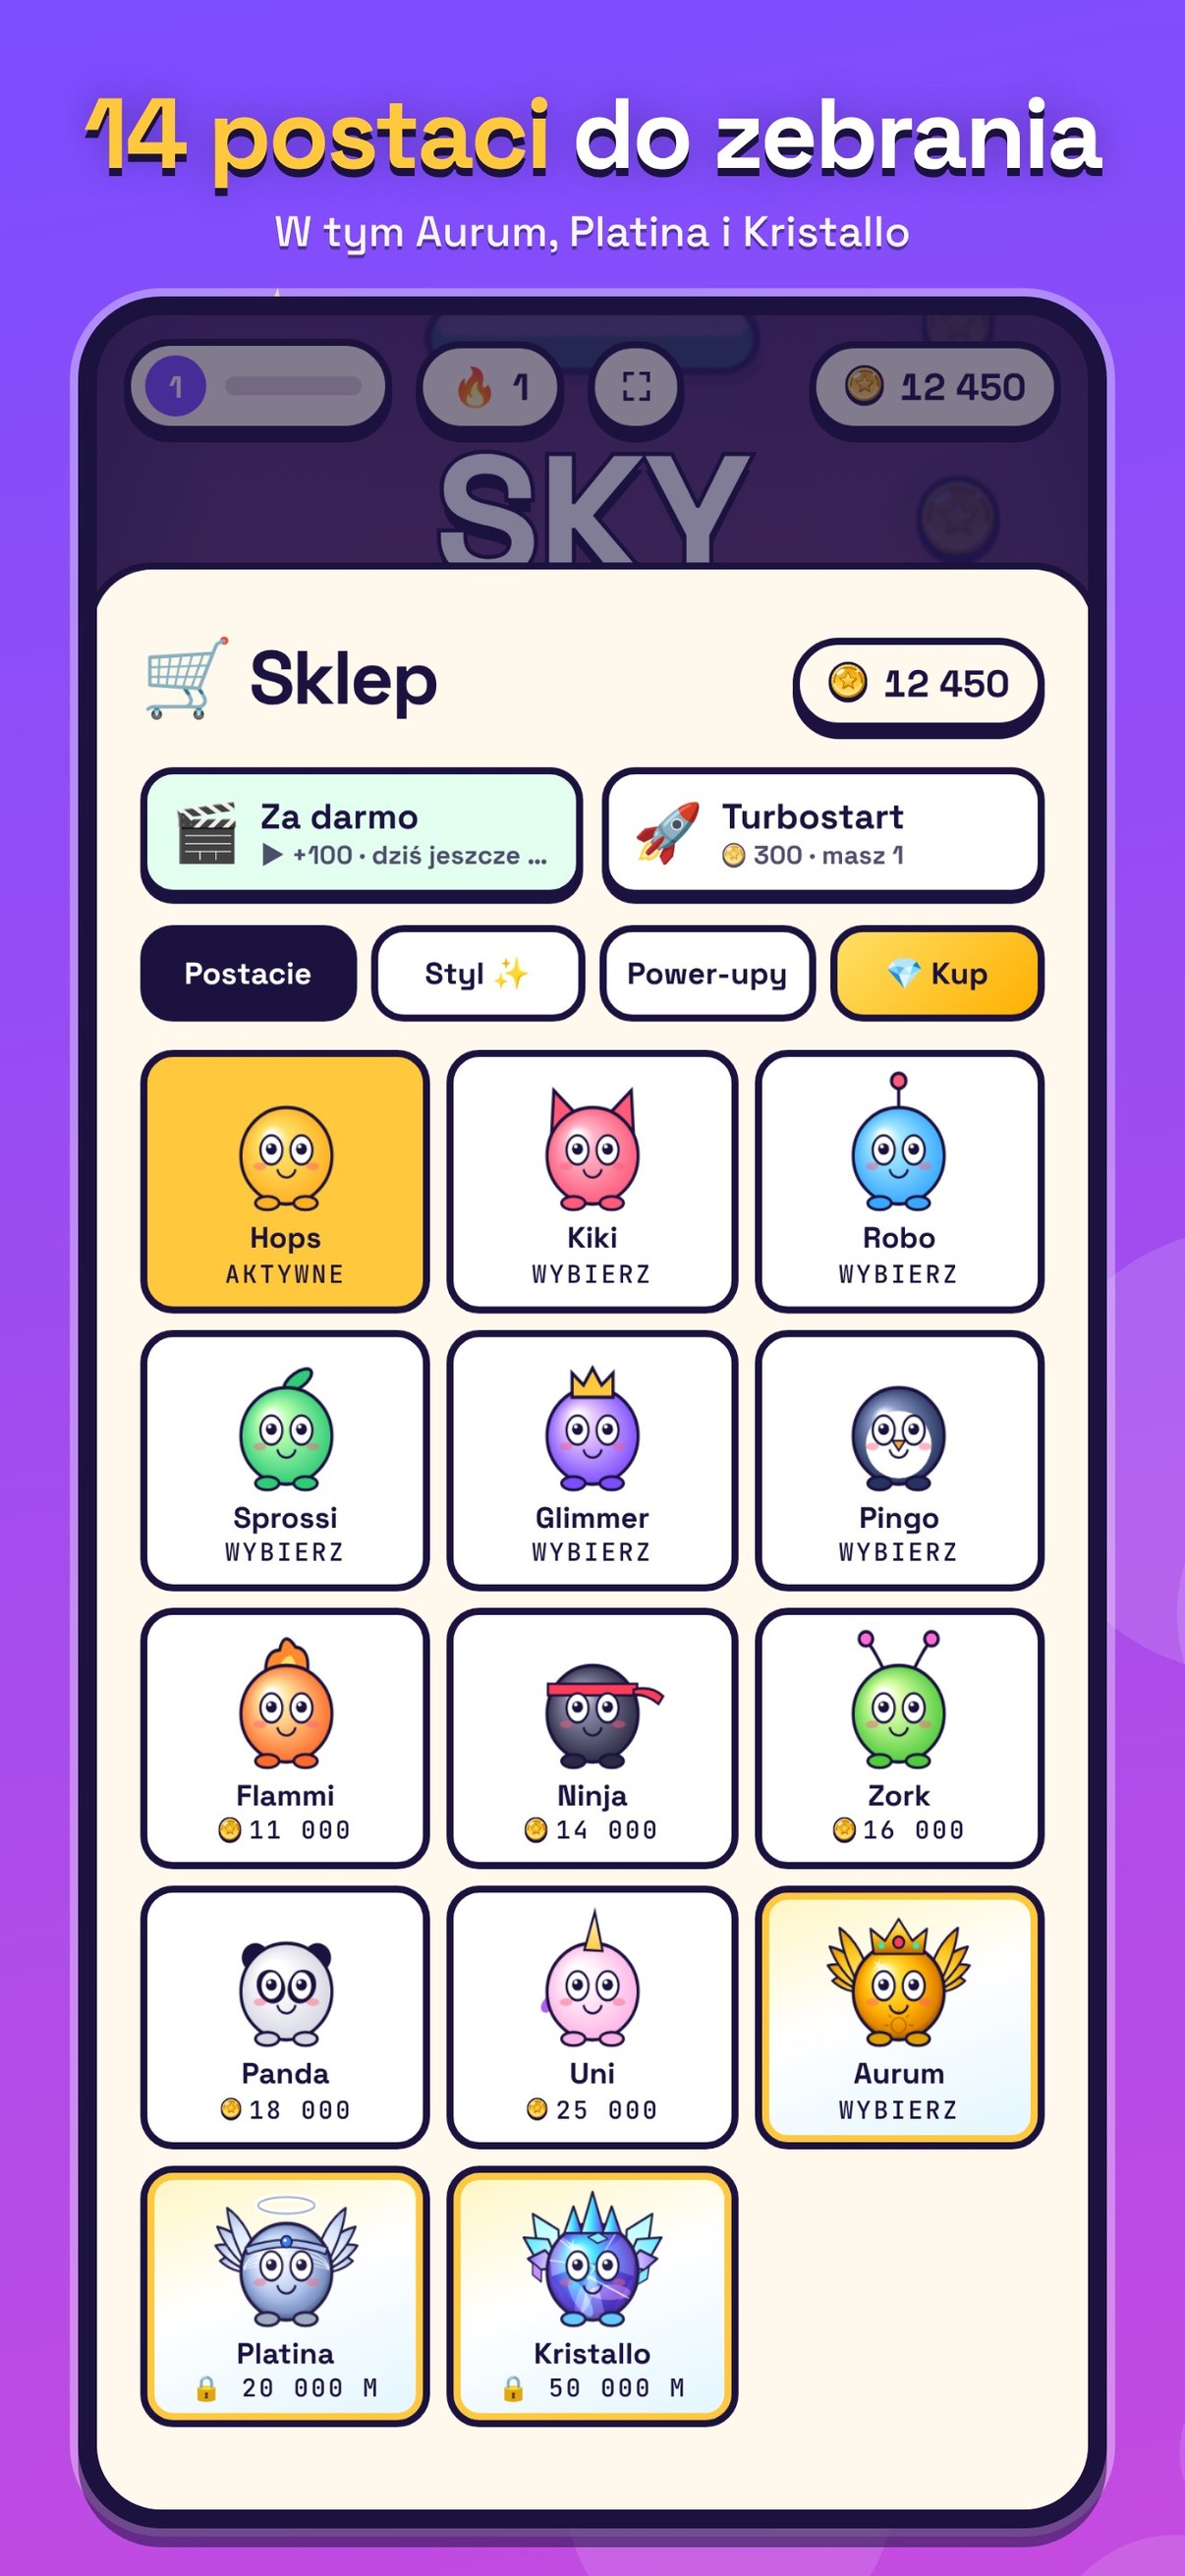 14 postaci do zebrania
W tym Aurum, Platina i Kristallo
1
1
12 450
SKY
Sklep
12 450
Za darmo
+100 · dziś jeszcze ...
Turbostart
300 · masz 1
Postacie
Styl
Power-upy
Kup
Hops
AKTYWNE
Kiki
WYBIERZ
Robo
WYBIERZ
Sprossi
WYBIERZ
Glimmer
WYBIERZ
Pingo
WYBIERZ
Flammi
11 000
Ninja
14 000
Zork
16 000
Panda
18 000
Uni
25 000
Aurum
WYBIERZ
Platina
20 000 M
Kristallo
50 000 M